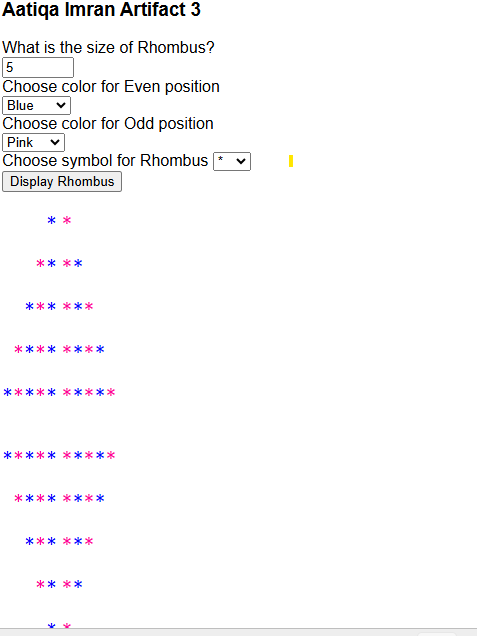 Aatiqa Imran Artifact 3
What is the size of Rhombus?
5
Choose color for Even position
Blue
Choose color for Odd position
Pink
Choose symbol for Rhombus *
Display Rhombus
* *
** **
*** ***
**** ****
***** *****
***** *****
**** ****
*** ***
** **
* *